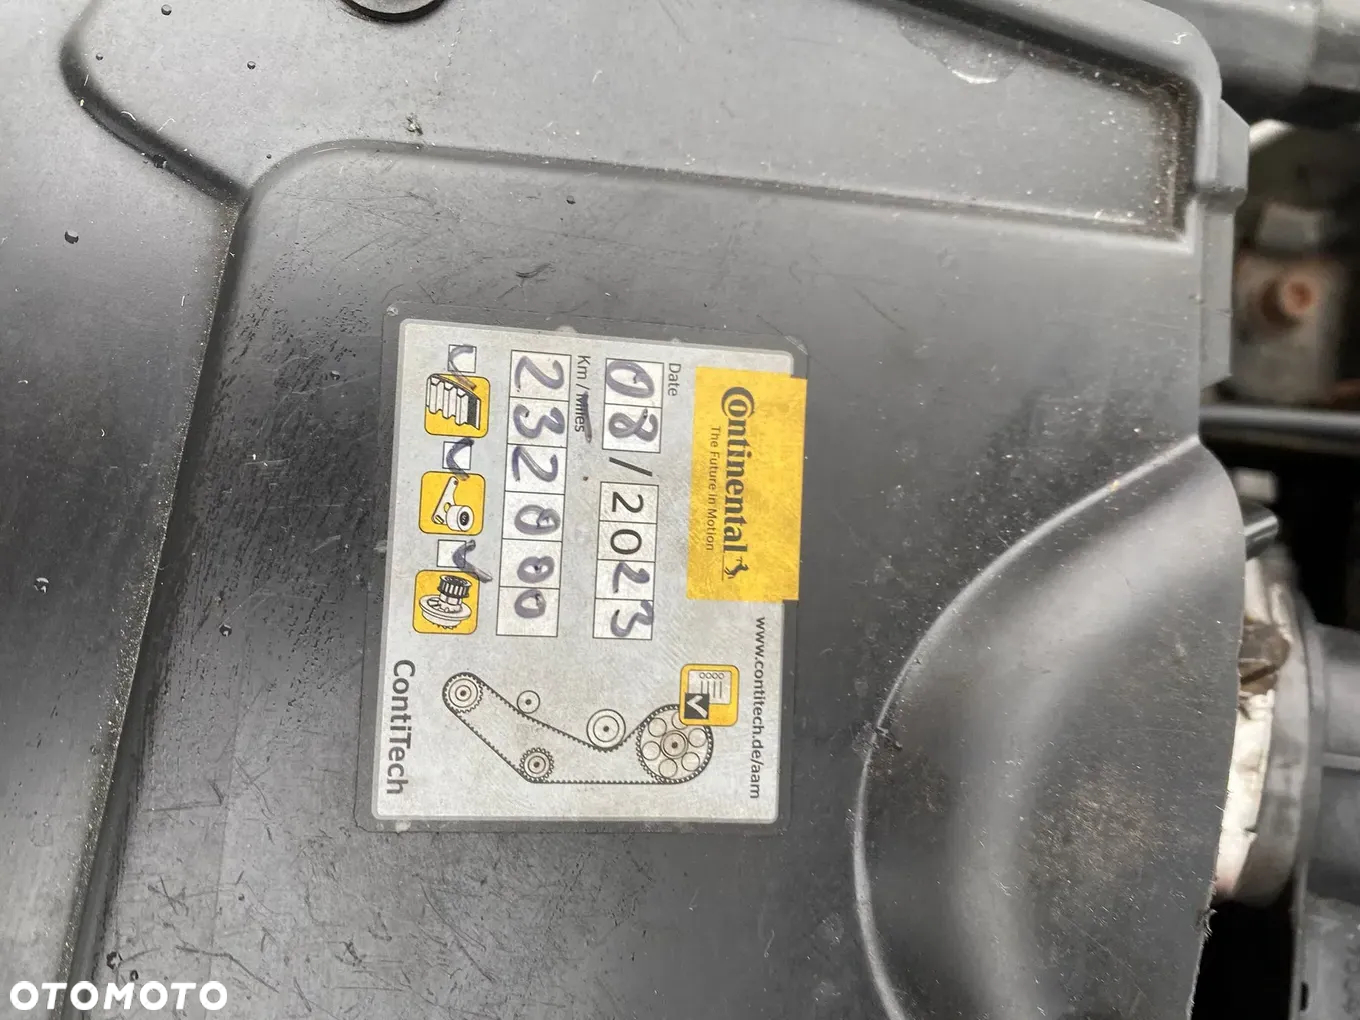 Continental
The Future in Motion
Date
08/2023
Km / Miles
232000
www.contitech.de/aam
ContiTech
OTOMOTO